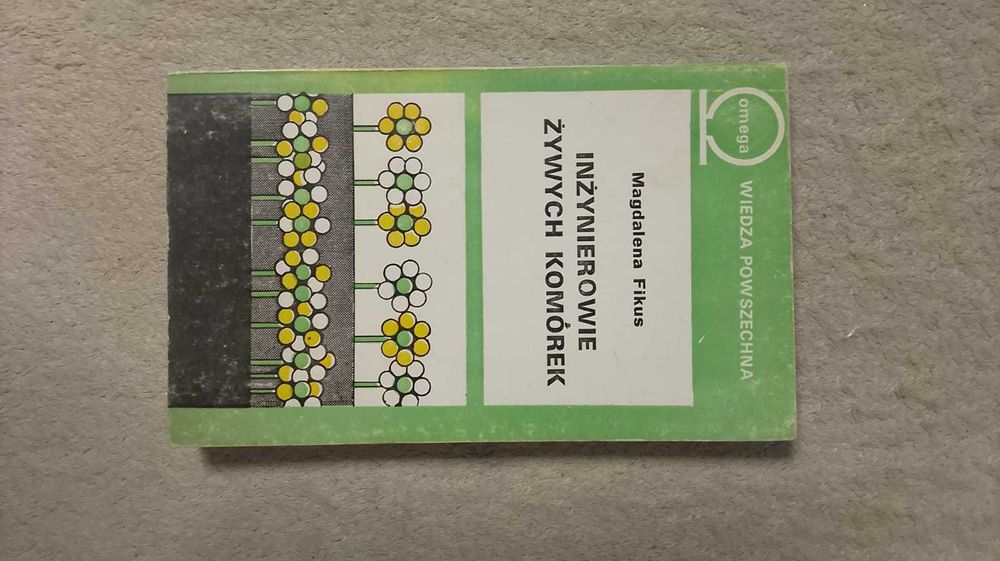 omega
WIEDZA POWSZECHNA
Magdalena Fikus
INŻYNIEROWIE
ŻYWYCH KOMÓREK